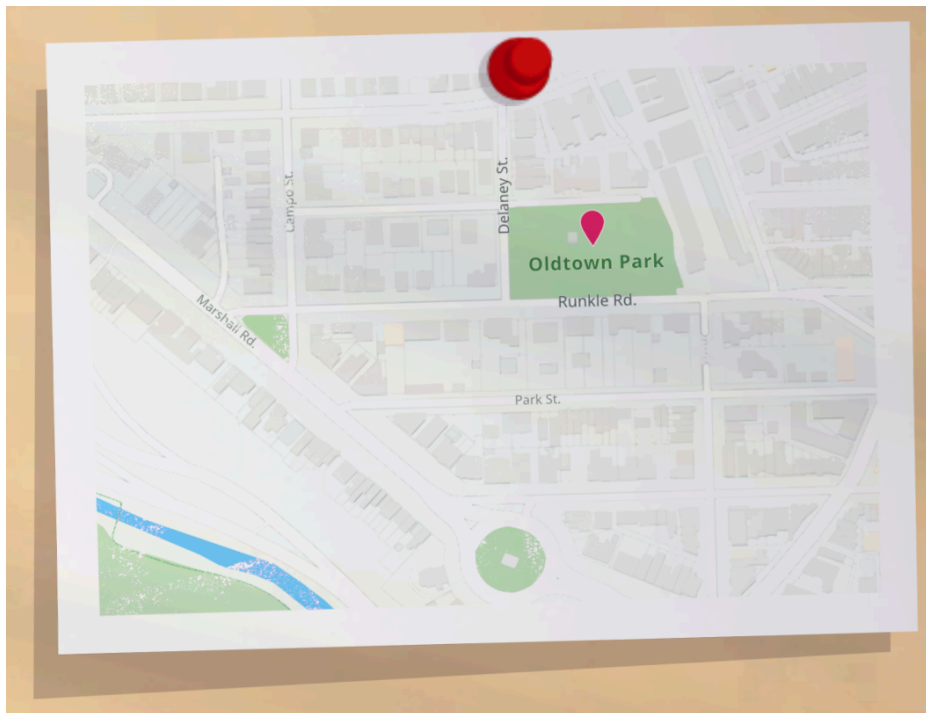 Campo St.
Delaney St.
Oldtown Park
Runkle Rd.
Marshall Rd.
Park St.